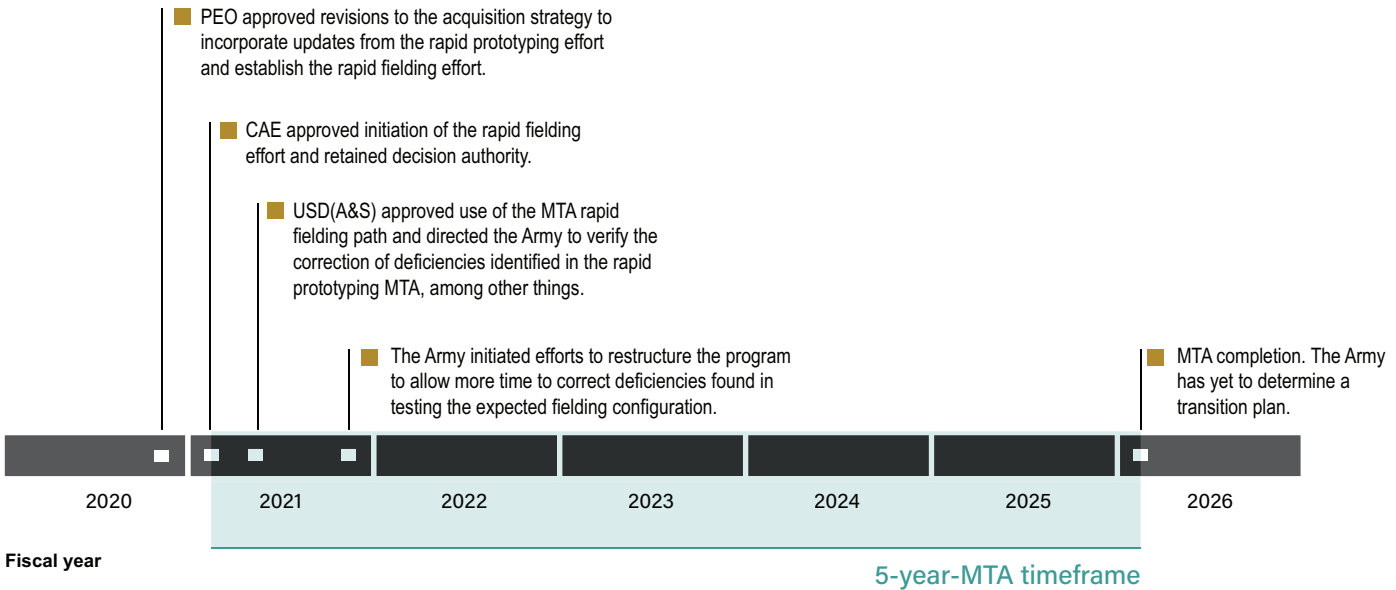 PEO approved revisions to the acquisition strategy to
incorporate updates from the rapid prototyping effort
and establish the rapid fielding effort.
CAE approved initiation of the rapid fielding
effort and retained decision authority.
USD(A&S) approved use of the MTA rapid
fielding path and directed the Army to verify the
correction of deficiencies identified in the rapid
prototyping MTA, among other things.
The Army initiated efforts to restructure the program
to allow more time to correct deficiencies found in
testing the expected fielding configuration.
MTA completion. The Army
has yet to determine a
transition plan.
2020 2021 2022 2023 2024 2025 2026
Fiscal year
5-year-MTA timeframe